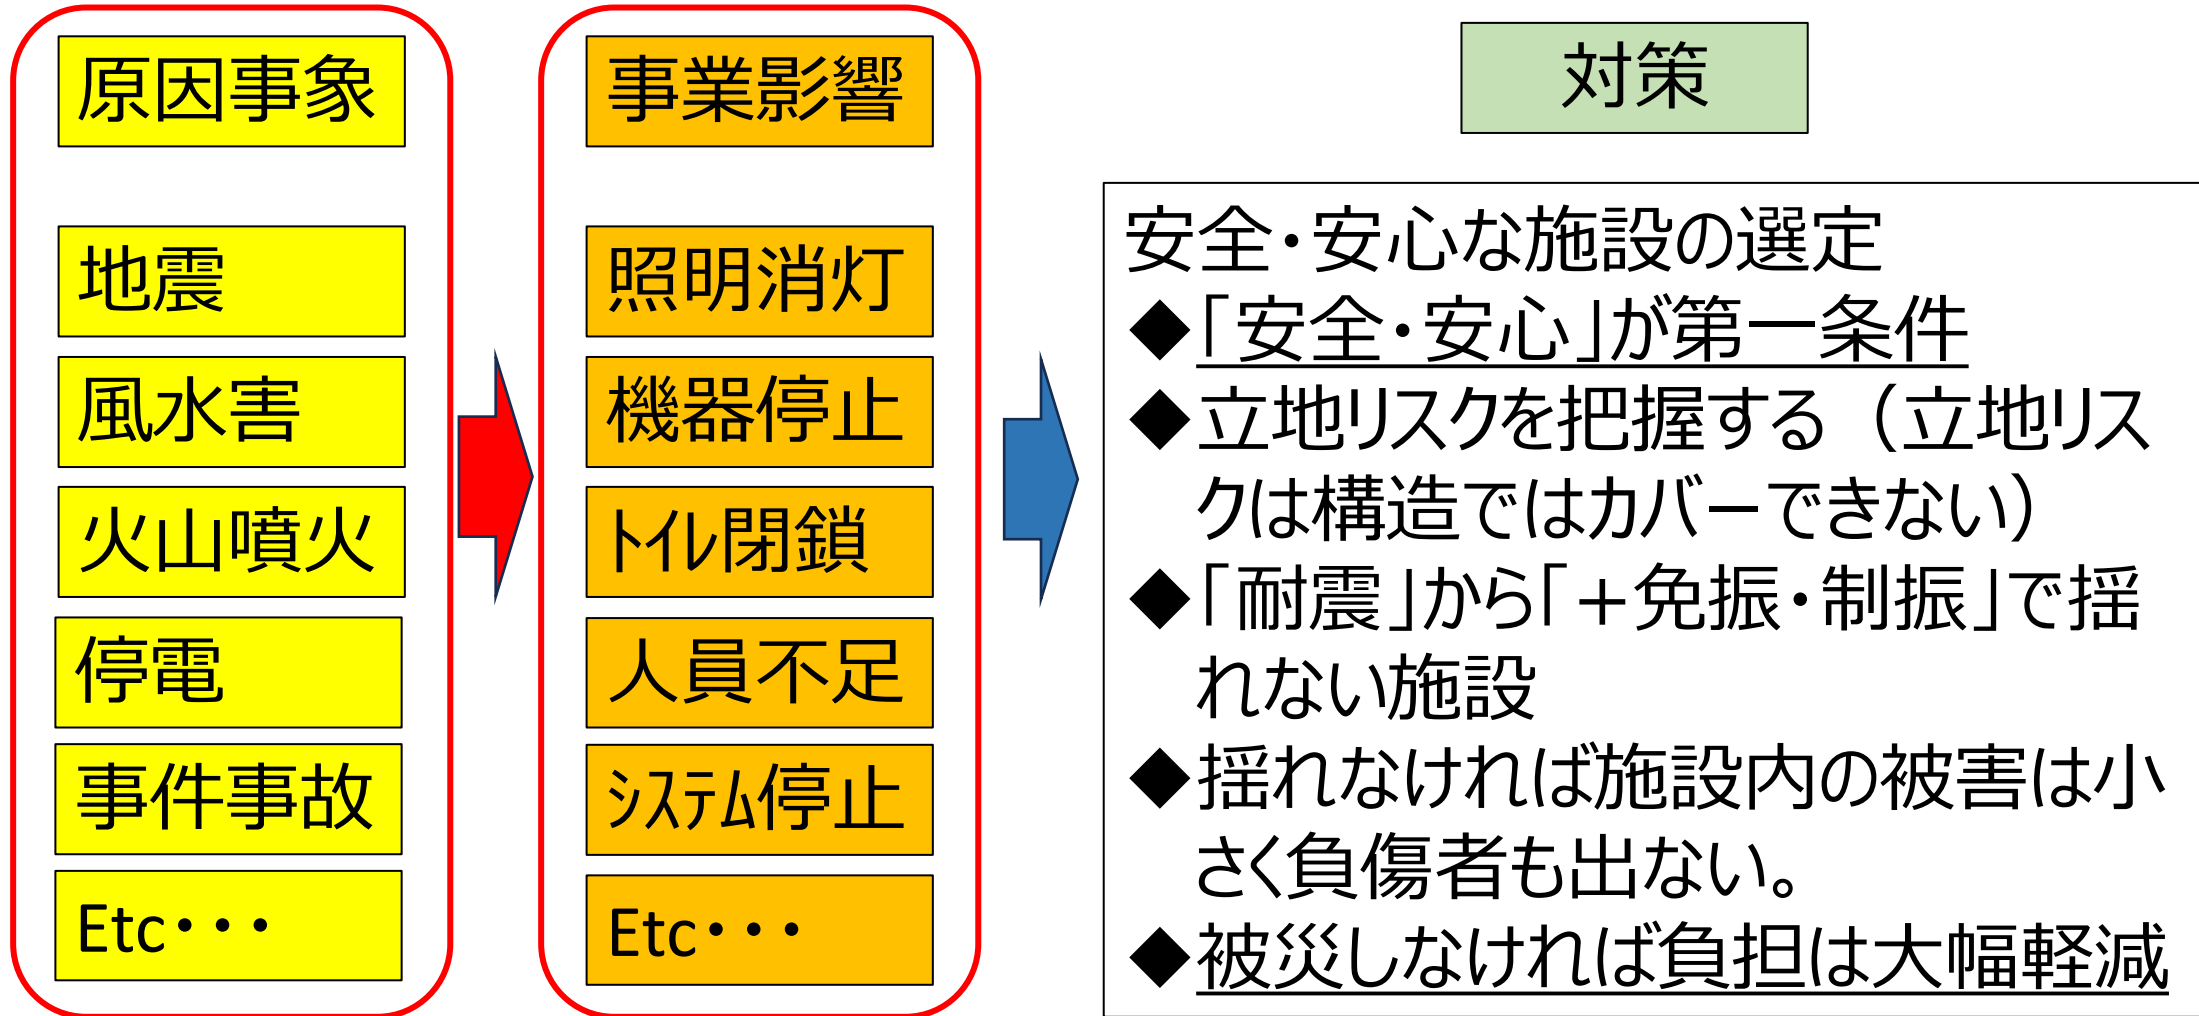 原因事象
地震
風水害
火山噴火
停電
事件事故
Etc・・・
事業影響
照明消灯
機器停止
ﾄｲﾚ閉鎖
人員不足
ｼｽﾃﾑ停止
Etc・・・
対策
安全・安心な施設の選定
◆「安全・安心」が第一条件
◆立地リスクを把握する（立地リス
クは構造ではカバーできない）
◆「耐震」から「＋免振・制振」で揺
れない施設
◆揺れなければ施設内の被害は小
さく負傷者も出ない。
◆被災しなければ負担は大幅軽減